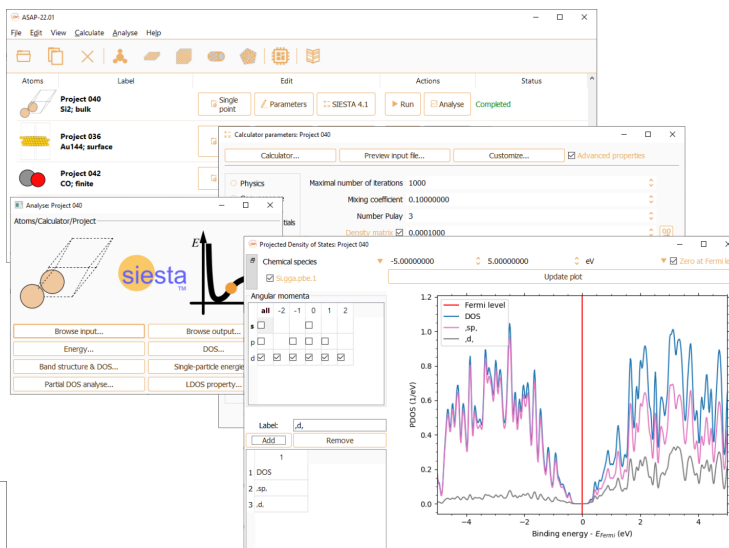 ASAP-22.01
File Edit View Calculate Analyse Help
Atoms Label Edit Actions Status
Project 040
Si2; bulk
Single point
Parameters
SIESTA 4.1
Run
Analyse
Completed
Project 036
Au144; surface
Project 042
CO; finite
Calculator parameters: Project 040
Calculator... Preview input file... Customize... Advanced properties
Physics
Maximal number of iterations 1000
Mixing coefficient 0.10000000
Number Pulay 3
Density matrix 0.0001000
Analyse: Project 040
Atoms/Calculator/Project
siesta
TM
E
Browse input... Browse output...
Energy... DOS...
Band structure & DOS... Single-particle energie
Partial DOS analyse... LDOS property...
Projected Density of States: Project 040
Chemical species
-5.00000000 5.00000000 eV Zero at Fermi le
Si.gga.pbe.1
Update plot
Angular momenta
all -2 -1 0 1 2
s
p
d
Label: ,d,
Add Remove
1
1 DOS
2 ,sp,
3 ,d,
Fermi level
DOS
,sp,
,d,
PDOS (1/eV)
1.2
1.0
0.8
0.6
0.4
0.2
0.0
−4 −2 0 2 4
Binding energy - EFermi (eV)